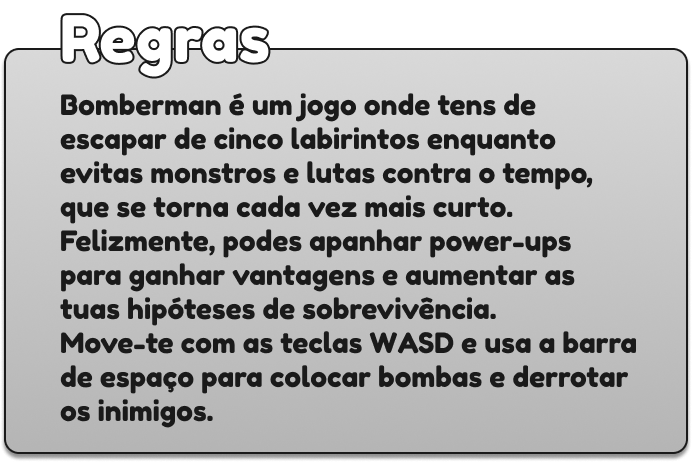 Regras
Bomberman é um jogo onde tens de
escapar de cinco labirintos enquanto
evitas monstros e lutas contra o tempo,
que se torna cada vez mais curto.
Felizmente, podes apanhar power-ups
para ganhar vantagens e aumentar as
tuas hipóteses de sobrevivência.
Move-te com as teclas WASD e usa a barra
de espaço para colocar bombas e derrotar
os inimigos.